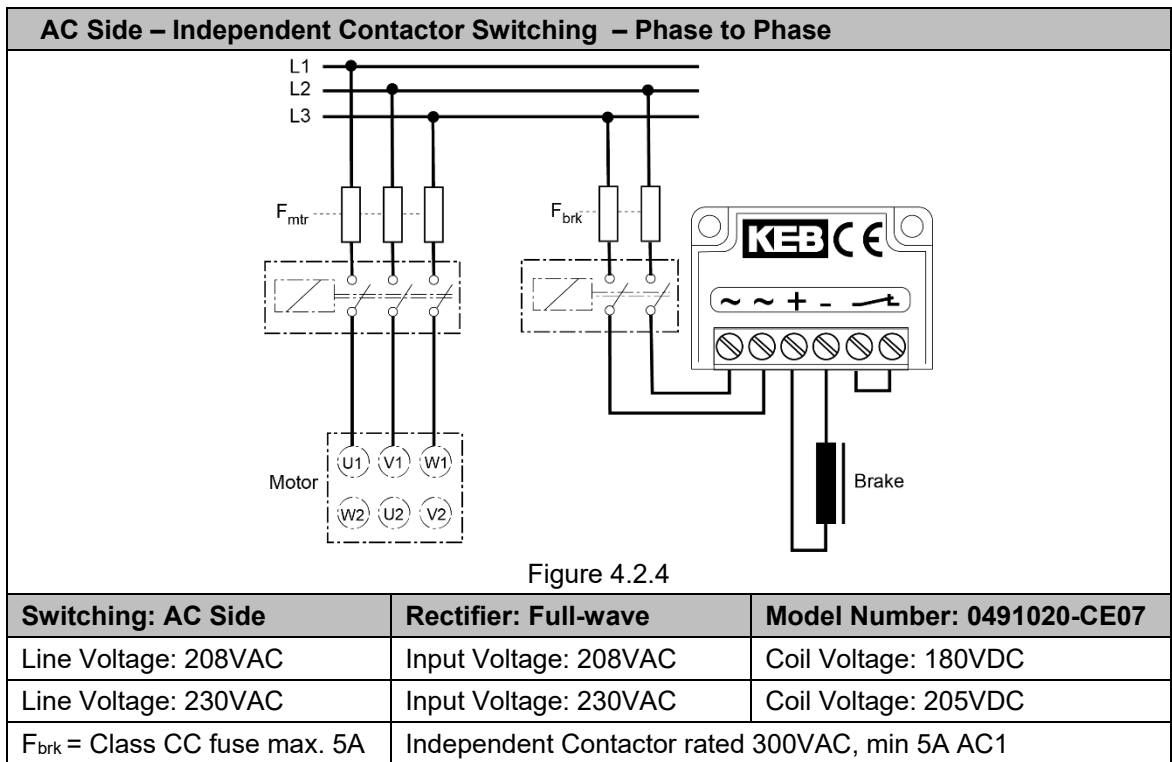 AC Side – Independent Contactor Switching – Phase to Phase
L1
L2
L3
Fmtr
Fbrk
KEB CE
~ ~ + -
Motor
U1 V1 W1
W2 U2 V2
Brake
Figure 4.2.4
Switching: AC Side Rectifier: Full-wave Model Number: 0491020-CE07
Line Voltage: 208VAC Input Voltage: 208VAC Coil Voltage: 180VDC
Line Voltage: 230VAC Input Voltage: 230VAC Coil Voltage: 205VDC
Fbrk = Class CC fuse max. 5A Independent Contactor rated 300VAC, min 5A AC1